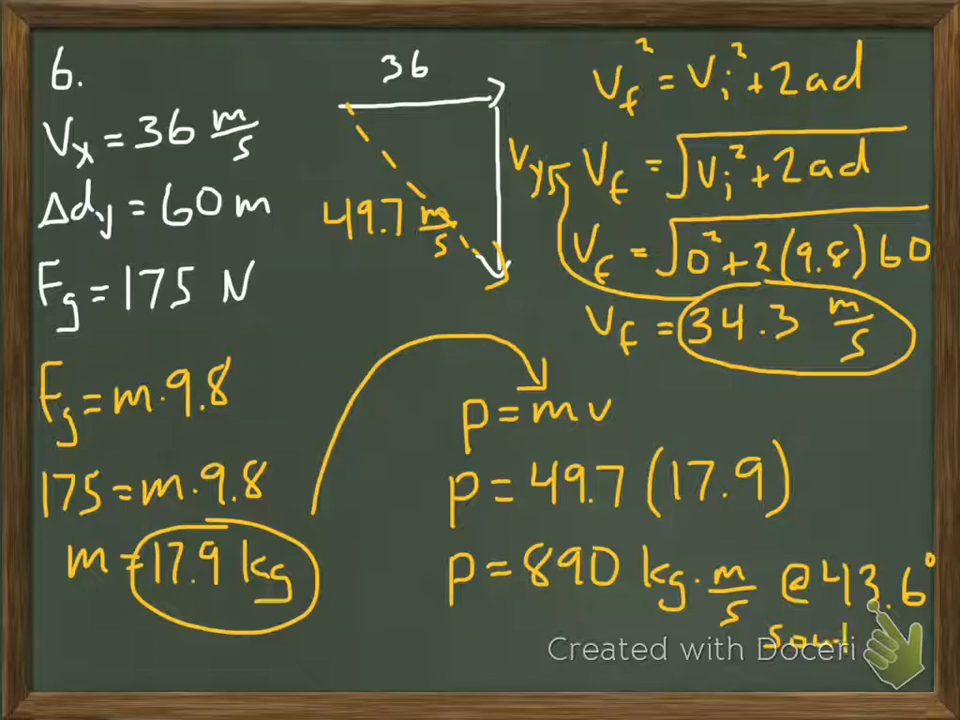 6.
Vx = 36 m/s
Δdy = 60 m
Fg = 175 N
Fg = m·9.8
175 = m·9.8
m = 17.9 kg
36
49.7 m/s
Vy
Vf² = Vi² + 2ad
Vf = √Vi² + 2ad
Vf = √0² + 2(9.8)60
Vf = 34.3 m/s
p = mv
p = 49.7(17.9)
p = 890 kg·m/s @ 43.6°
Created with Doceri